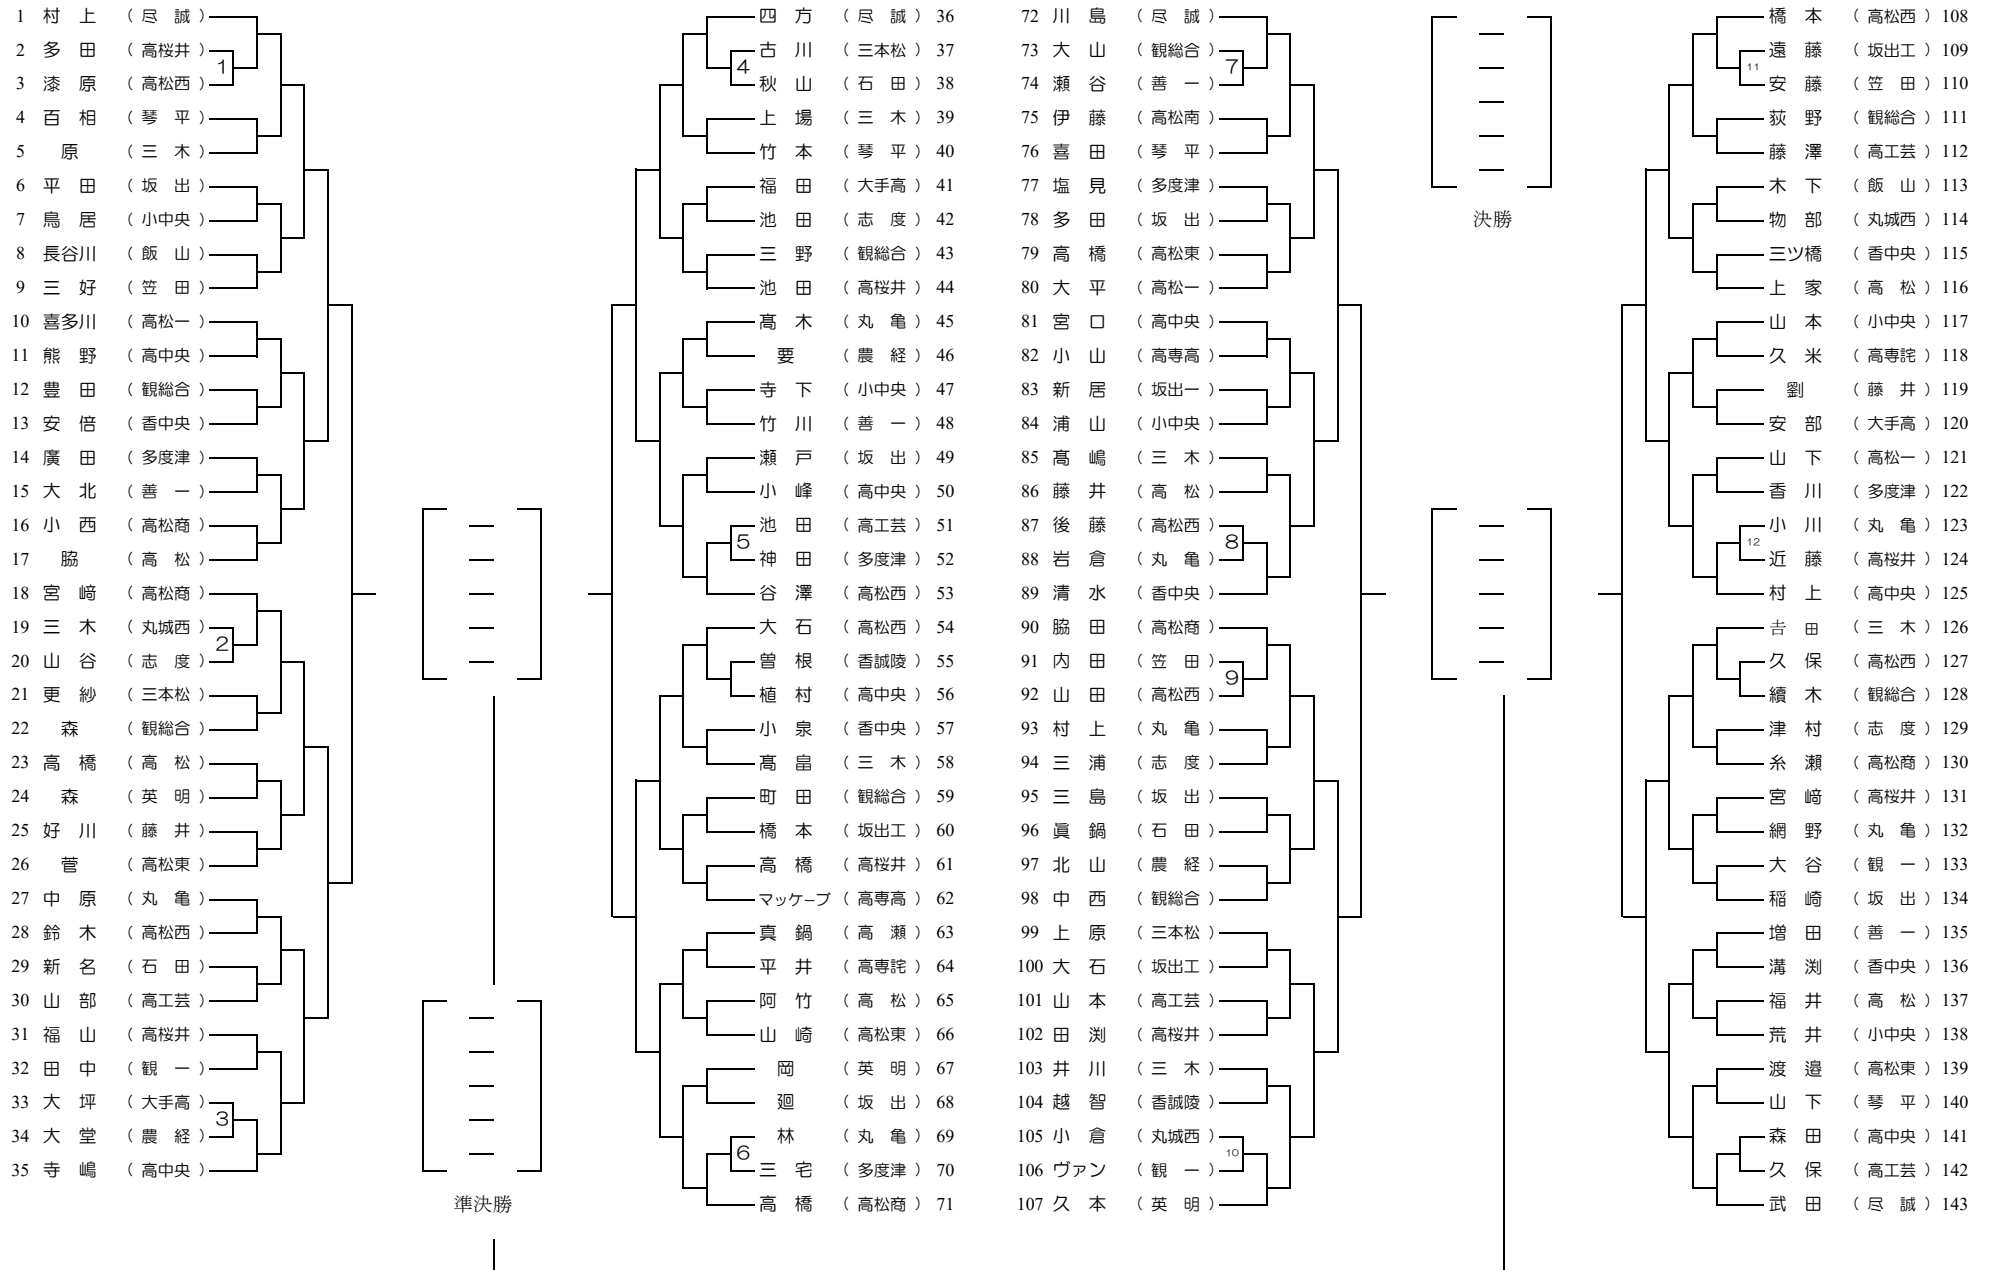 1 村上 （尽誠）
2 多田 （高桜井）
1
3 漆原 （高松西）
4 百相 （琴平）
5 原 （三木）
6 平田 （坂出）
7 鳥居 （小中央）
8 長谷川 （飯山）
9 三好 （笠田）
10 喜多川 （高松一）
11 熊野 （高中央）
12 豊田 （観総合）
13 安倍 （香中央）
14 廣田 （多度津）
15 大北 （善一）
16 小西 （高松商）
17 脇 （高松）
18 宮﨑 （高松商）
19 三木 （丸城西）
2
20 山谷 （志度）
21 更紗 （三本松）
22 森 （観総合）
23 高橋 （高松）
24 森 （英明）
25 好川 （藤井）
26 菅 （高松東）
27 中原 （丸亀）
28 鈴木 （高松西）
29 新名 （石田）
30 山部 （高工芸）
31 福山 （高桜井）
32 田中 （観一）
33 大坪 （大手高）
3
34 大堂 （農経）
35 寺嶋 （高中央）
準決勝
四方 （尽誠） 36
古川 （三本松） 37
4
秋山 （石田） 38
上場 （三木） 39
竹本 （琴平） 40
福田 （大手高） 41
池田 （志度） 42
三野 （観総合） 43
池田 （高桜井） 44
髙木 （丸亀） 45
要 （農経） 46
寺下 （小中央） 47
竹川 （善一） 48
瀬戸 （坂出） 49
小峰 （高中央） 50
池田 （高工芸） 51
5
神田 （多度津） 52
谷澤 （高松西） 53
大石 （高松西） 54
曽根 （香誠陵） 55
植村 （高中央） 56
小泉 （香中央） 57
髙畠 （三木） 58
町田 （観総合） 59
橋本 （坂出工） 60
高橋 （高桜井） 61
マッケーブ （高専高） 62
真鍋 （高瀬） 63
平井 （高専詫） 64
阿竹 （高松） 65
山崎 （高松東） 66
岡 （英明） 67
廻 （坂出） 68
林 （丸亀） 69
6
三宅 （多度津） 70
高橋 （高松商） 71
72 川島 （尽誠）
73 大山 （観総合）
7
74 瀬谷 （善一）
75 伊藤 （高松南）
76 喜田 （琴平）
77 塩見 （多度津）
78 多田 （坂出）
79 高橋 （高松東）
80 大平 （高松一）
81 宮口 （高中央）
82 小山 （高専高）
83 新居 （坂出一）
84 浦山 （小中央）
85 髙嶋 （三木）
86 藤井 （高松）
87 後藤 （高松西）
8
88 岩倉 （丸亀）
89 清水 （香中央）
90 脇田 （高松商）
91 内田 （笠田）
9
92 山田 （高松西）
93 村上 （丸亀）
94 三浦 （志度）
95 三島 （坂出）
96 眞鍋 （石田）
97 北山 （農経）
98 中西 （観総合）
99 上原 （三本松）
100 大石 （坂出工）
101 山本 （高工芸）
102 田渕 （高桜井）
103 井川 （三木）
104 越智 （香誠陵）
105 小倉 （丸城西）
10
106 ヴァン （観一）
107 久本 （英明）
決勝
橋本 （高松西） 108
遠藤 （坂出工） 109
11
安藤 （笠田） 110
荻野 （観総合） 111
藤澤 （高工芸） 112
木下 （飯山） 113
物部 （丸城西） 114
三ツ橋 （香中央） 115
上家 （高松） 116
山本 （小中央） 117
久米 （高専詫） 118
劉 （藤井） 119
安部 （大手高） 120
山下 （高松一） 121
香川 （多度津） 122
小川 （丸亀） 123
12
近藤 （高桜井） 124
村上 （高中央） 125
𠮷田 （三木） 126
久保 （高松西） 127
續木 （観総合） 128
津村 （志度） 129
糸瀬 （高松商） 130
宮﨑 （高桜井） 131
網野 （丸亀） 132
大谷 （観一） 133
稲崎 （坂出） 134
増田 （善一） 135
溝渕 （香中央） 136
福井 （高松） 137
荒井 （小中央） 138
渡邉 （高松東） 139
山下 （琴平） 140
森田 （高中央） 141
久保 （高工芸） 142
武田 （尽誠） 143